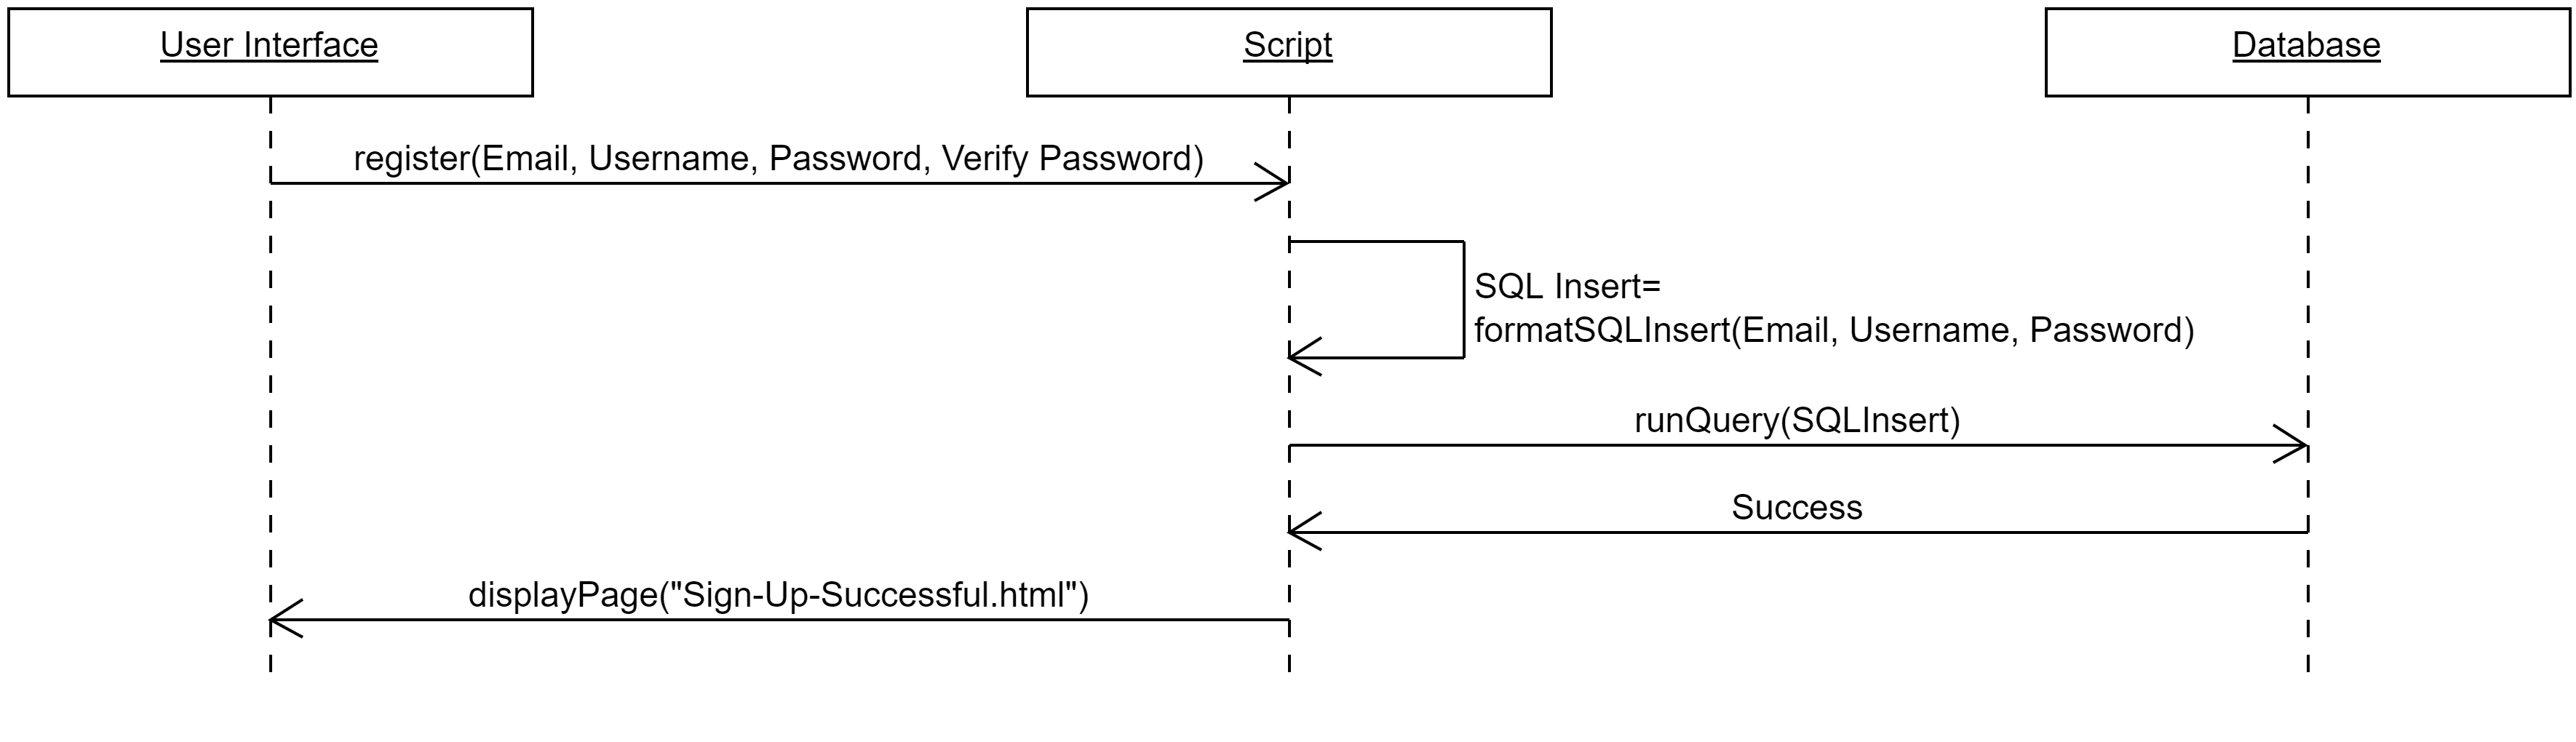 User Interface
Script
Database
register(Email, Username, Password, Verify Password)
SQL Insert=
formatSQLInsert(Email, Username, Password)
runQuery(SQLInsert)
Success
displayPage("Sign-Up-Successful.html")